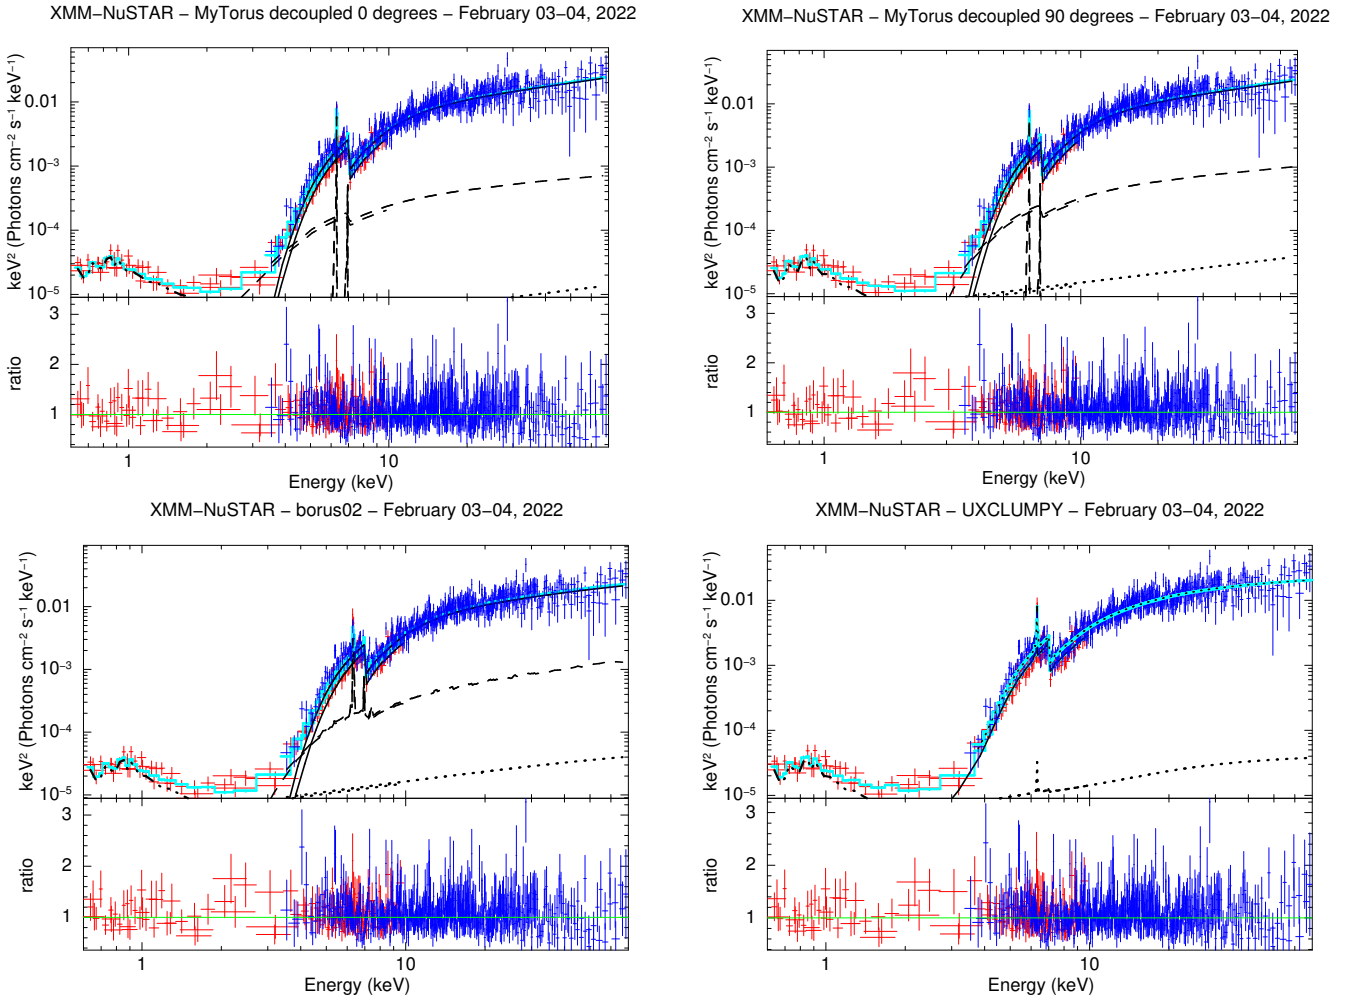 XMM−NuSTAR − MyTorus decoupled 0 degrees − February 03−04, 2022
keV² (Photons cm⁻² s⁻¹ keV⁻¹)
0.01
10⁻³
10⁻⁴
10⁻⁵
ratio
3
2
1
1 10
Energy (keV)
XMM−NuSTAR − MyTorus decoupled 90 degrees − February 03−04, 2022
keV² (Photons cm⁻² s⁻¹ keV⁻¹)
0.01
10⁻³
10⁻⁴
10⁻⁵
ratio
3
2
1
1 10
Energy (keV)
XMM−NuSTAR − borus02 − February 03−04, 2022
keV² (Photons cm⁻² s⁻¹ keV⁻¹)
0.01
10⁻³
10⁻⁴
10⁻⁵
ratio
3
2
1
1 10
Energy (keV)
XMM−NuSTAR − UXCLUMPY − February 03−04, 2022
keV² (Photons cm⁻² s⁻¹ keV⁻¹)
0.01
10⁻³
10⁻⁴
10⁻⁵
ratio
3
2
1
1 10
Energy (keV)